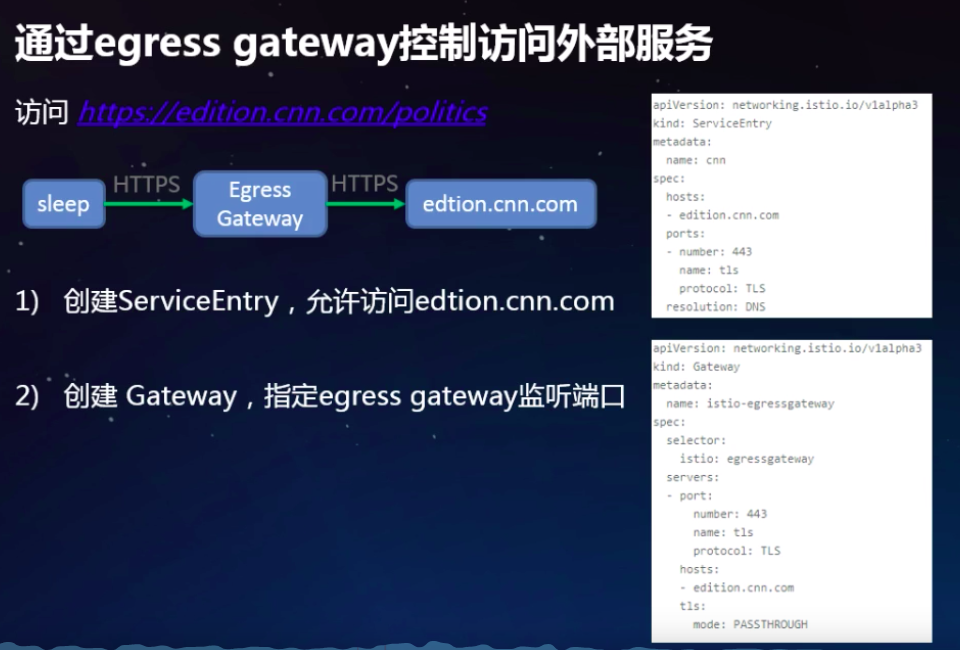 通过egress gateway控制访问外部服务
访问 https://edition.cnn.com/politics
sleep
HTTPS
Egress
Gateway
HTTPS
edtion.cnn.com
1) 创建ServiceEntry，允许访问edtion.cnn.com
2) 创建 Gateway，指定egress gateway监听端口
apiVersion: networking.istio.io/v1alpha3
kind: ServiceEntry
metadata:
  name: cnn
spec:
  hosts:
  - edition.cnn.com
  ports:
  - number: 443
    name: tls
    protocol: TLS
  resolution: DNS
apiVersion: networking.istio.io/v1alpha3
kind: Gateway
metadata:
  name: istio-egressgateway
spec:
  selector:
    istio: egressgateway
  servers:
  - port:
      number: 443
      name: tls
      protocol: TLS
    hosts:
    - edition.cnn.com
    tls:
      mode: PASSTHROUGH